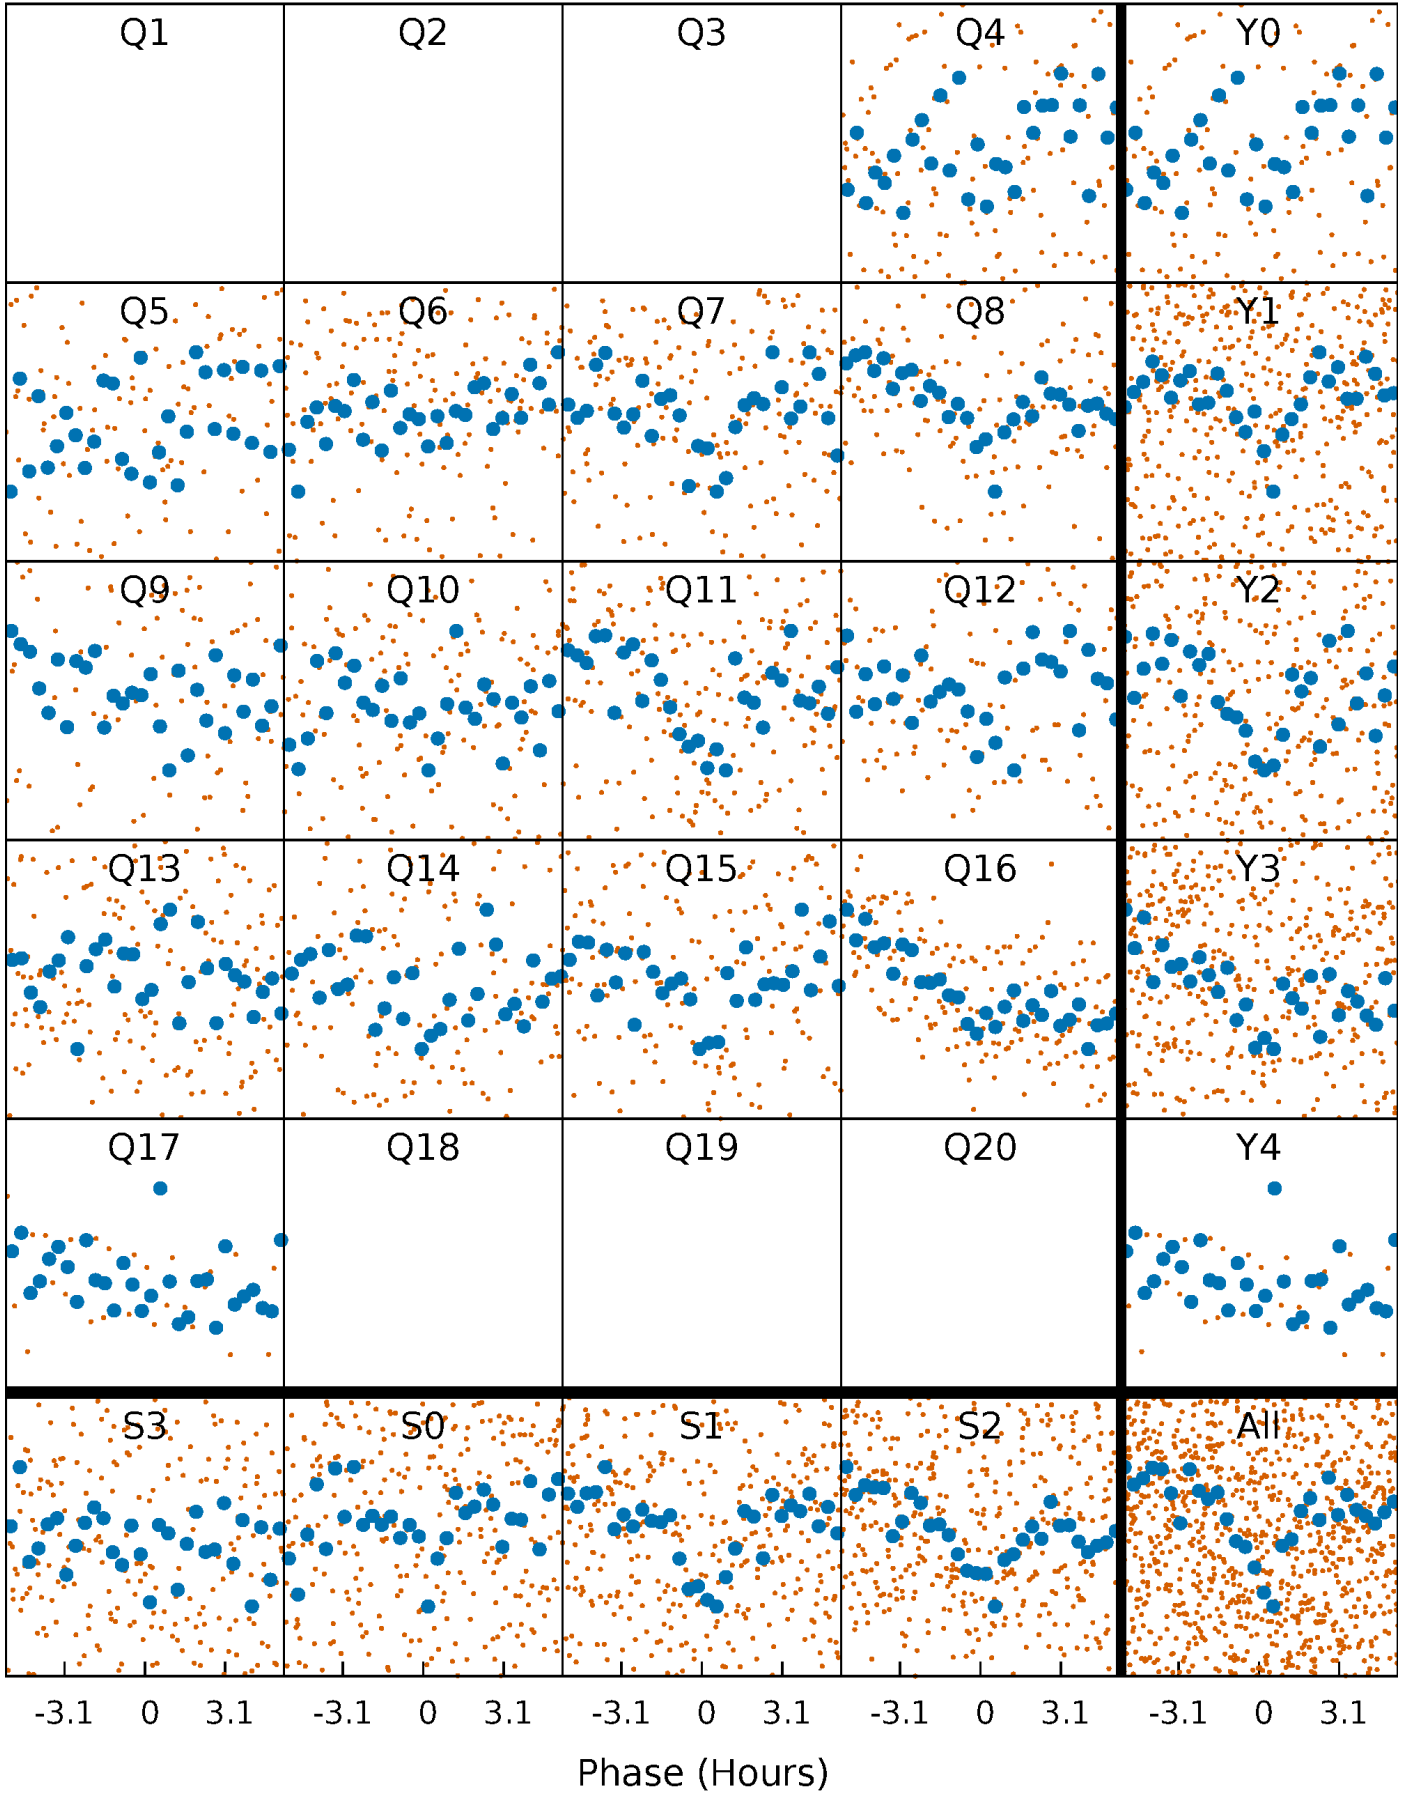 Q1 Q2 Q3 Q4 Y0
Q5 Q6 Q7 Q8 Y1
Q9 Q10 Q11 Q12 Y2
Q13 Q14 Q15 Q16 Y3
Q17 Q18 Q19 Q20 Y4
S3 S0 S1 S2 All
-3.1 0 3.1 -3.1 0 3.1 -3.1 0 3.1 -3.1 0 3.1 -3.1 0 3.1
Phase (Hours)